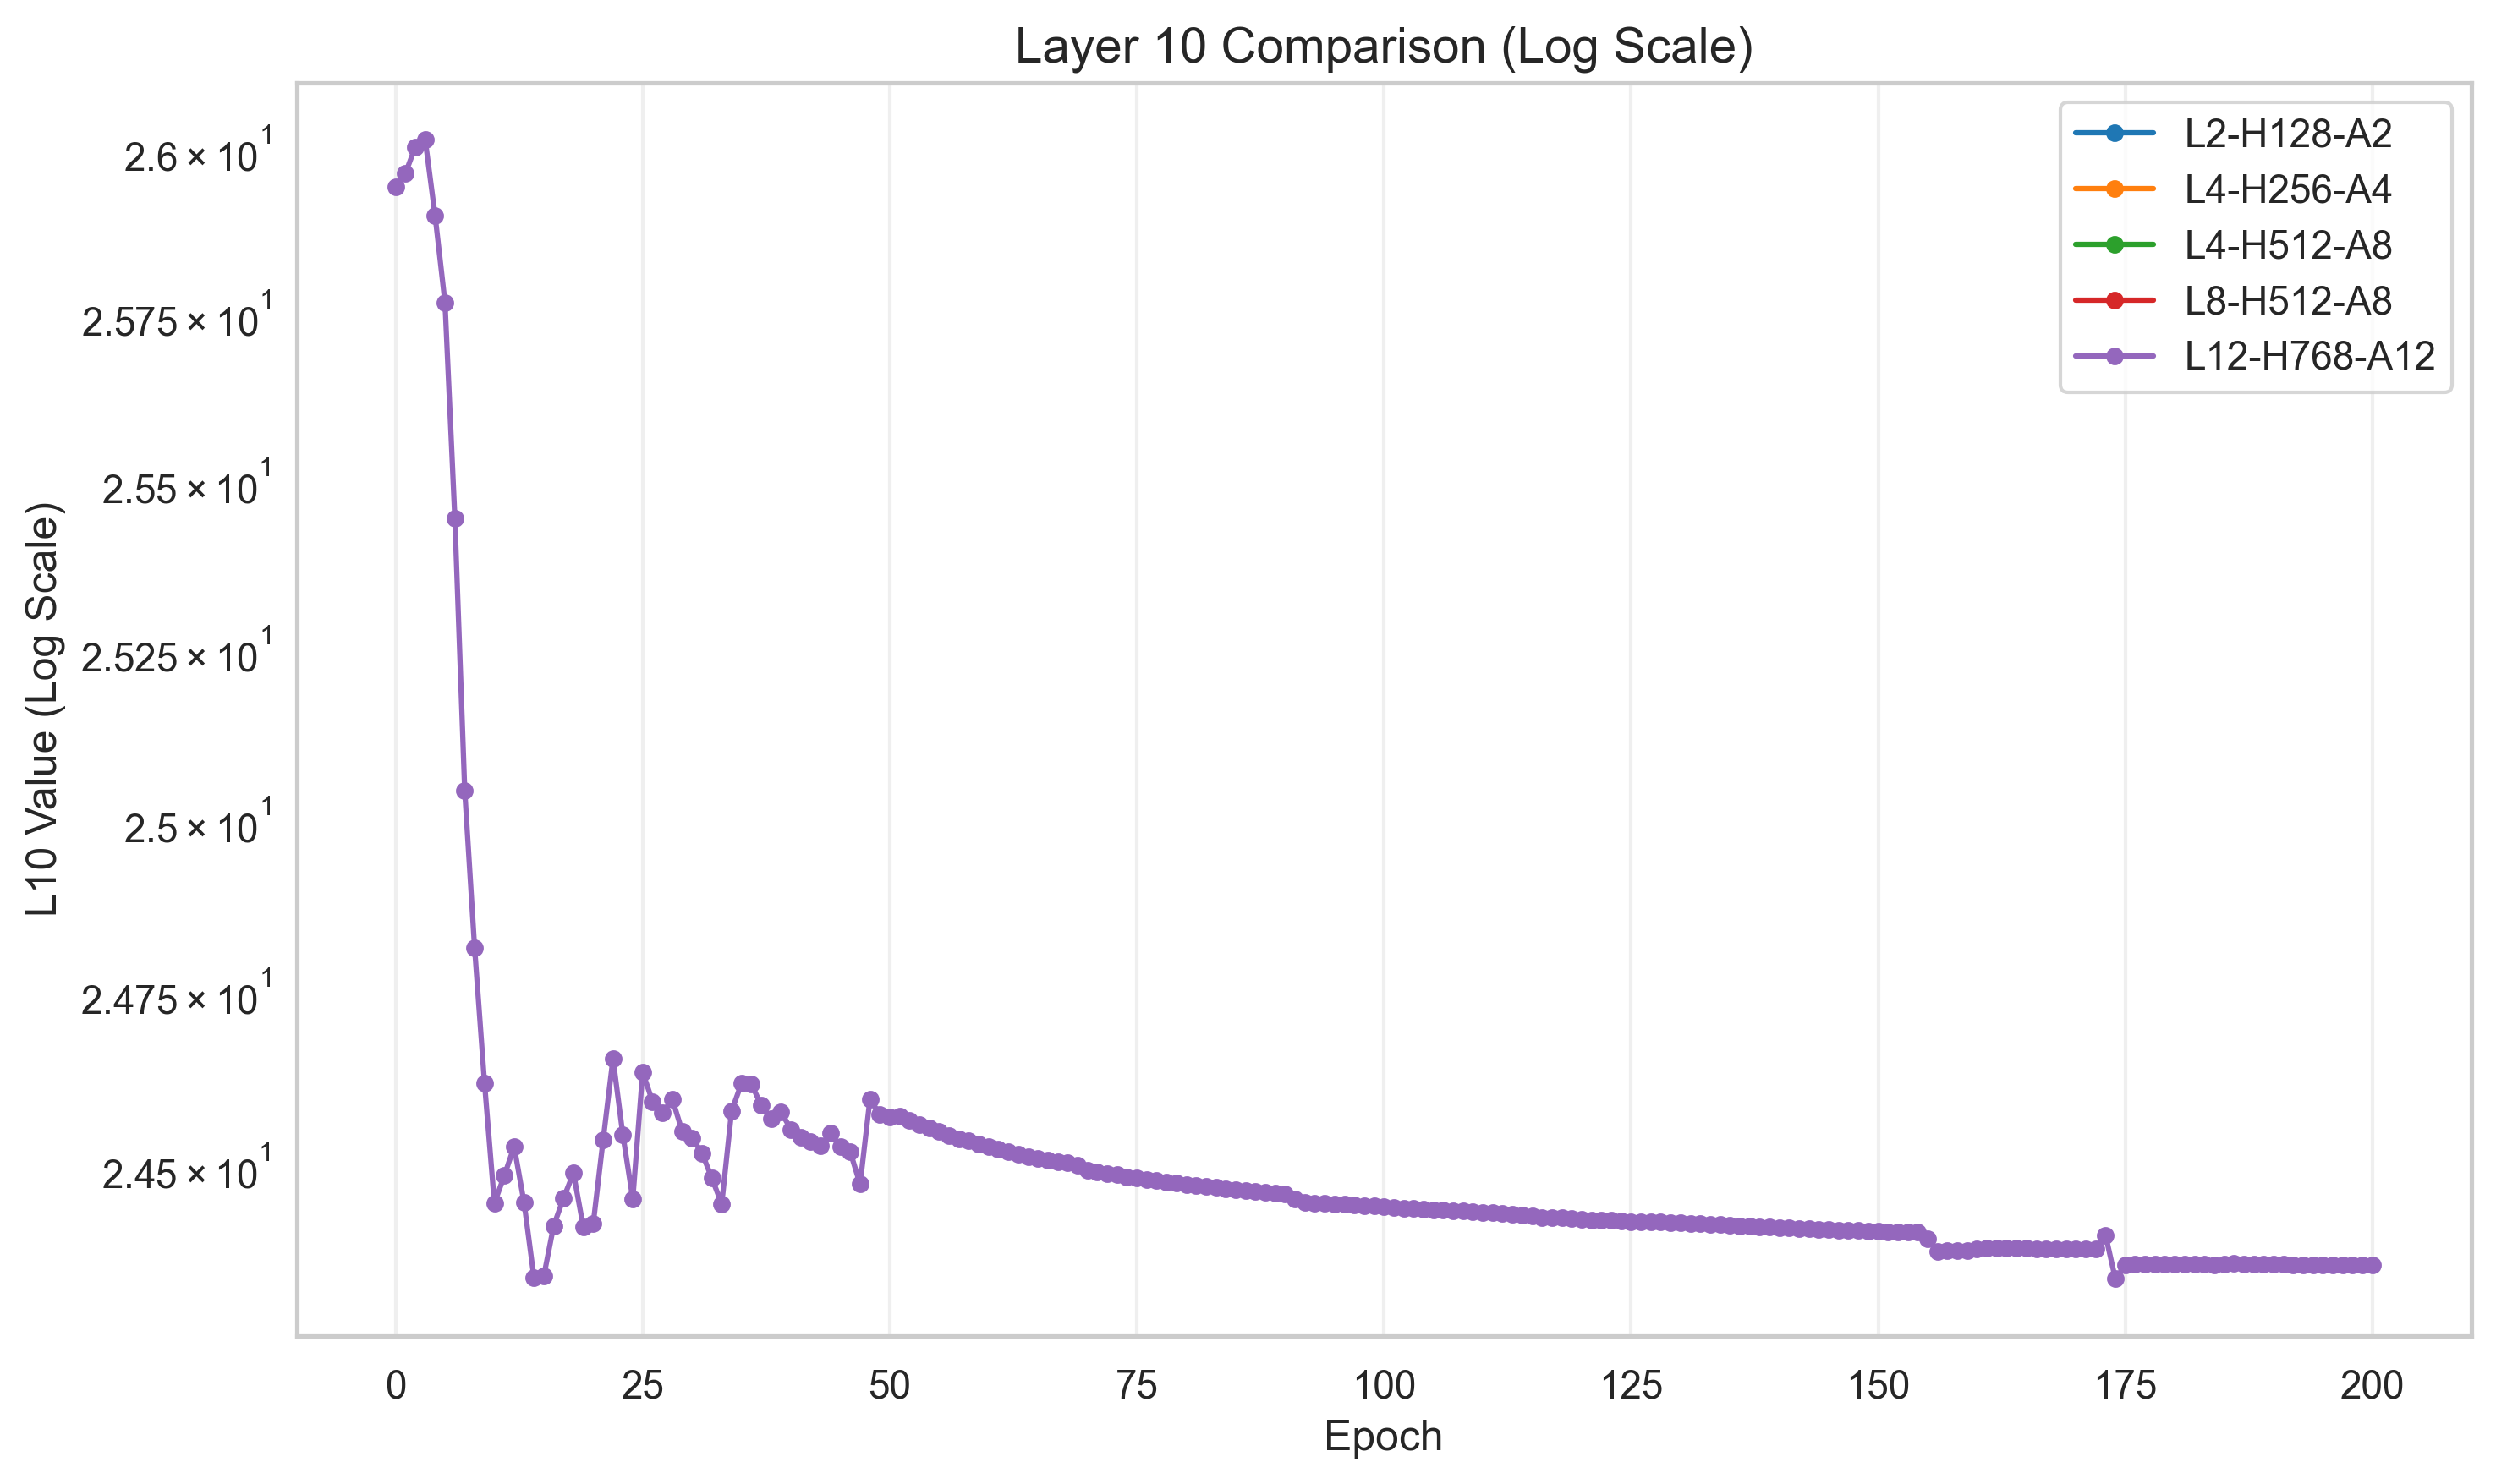 Layer 10 Comparison (Log Scale)
L2-H128-A2
L4-H256-A4
L4-H512-A8
L8-H512-A8
L12-H768-A12
L10 Value (Log Scale)
2.6 × 10¹
2.575 × 10¹
2.55 × 10¹
2.525 × 10¹
2.5 × 10¹
2.475 × 10¹
2.45 × 10¹
0 25 50 75 100 125 150 175 200
Epoch